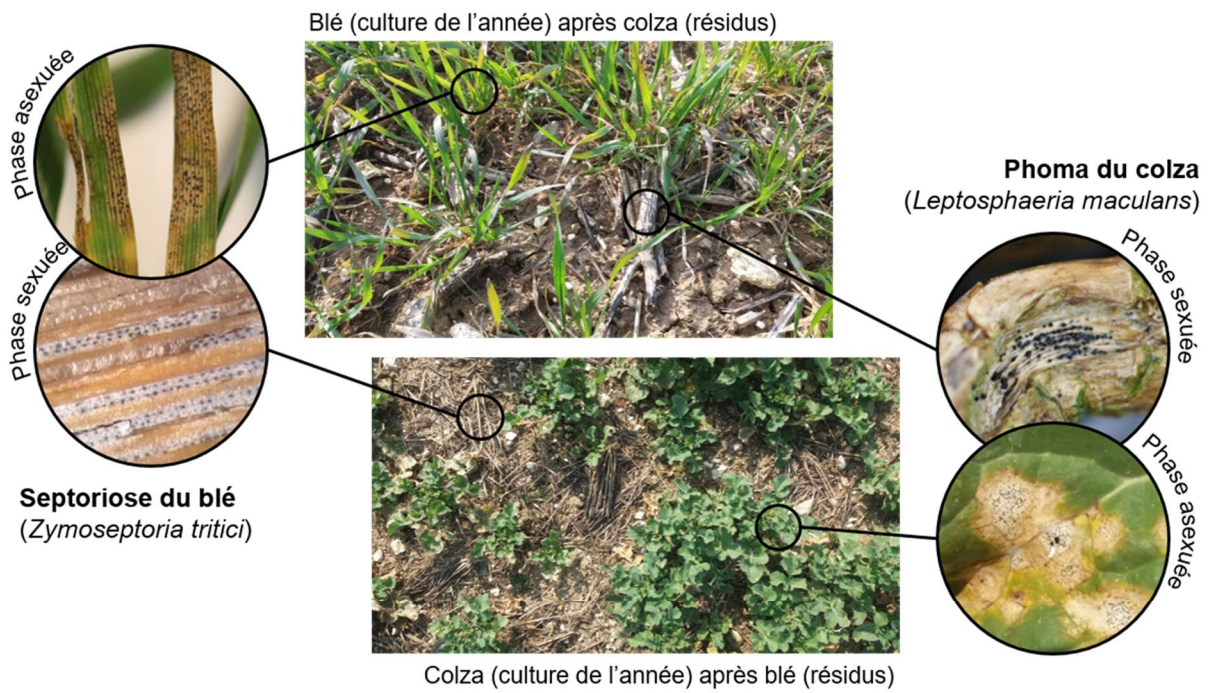 Blé (culture de l’année) après colza (résidus)
Phase asexuée
Phase sexuée
Septoriose du blé
(Zymoseptoria tritici)
Phoma du colza
(Leptosphaeria maculans)
Phase sexuée
Phase asexuée
Colza (culture de l’année) après blé (résidus)